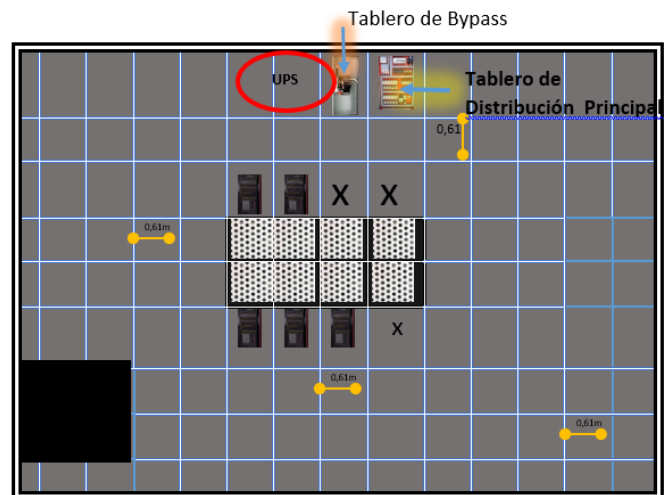 Tablero de Bypass
UPS
Tablero de
Distribución Principal
0,61
X X
0,61m
x
0,61m
0,61m